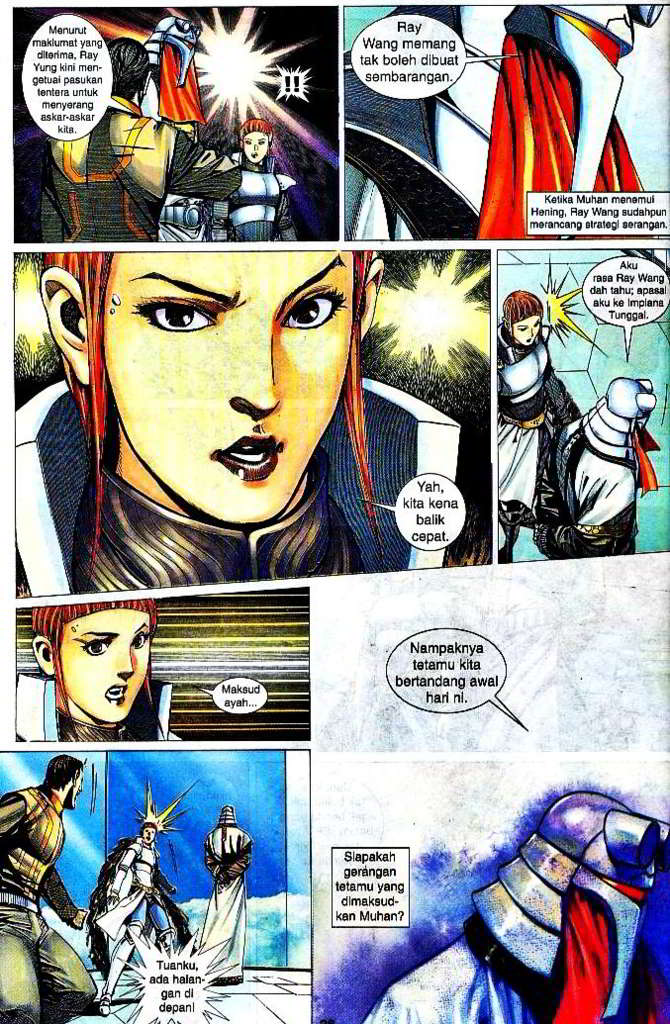 Menurut
maklumat yang
diterima, Ray
Yung kini men-
getuai pasukan
tentera untuk
menyerang
askar-askar
kita.
!!
Ray
Wang memang
tak boleh dibuat
sembarangan.
Ketika Muhan menemui
Hening, Ray Wang sudahpun
merancang strategi serangan.
Yah,
kita kena
balik
cepat.
Aku
rasa Ray Wang
dah tahu; apasal
aku ke Impiana
Tunggal.
Maksud
ayah...
Nampaknya
tetamu kita
bertandang awal
hari ni.
Tuanku,
ada halan-
gan di
depan!
Siapakah
gerangan
tetamu yang
dimaksud-
kan Muhan?